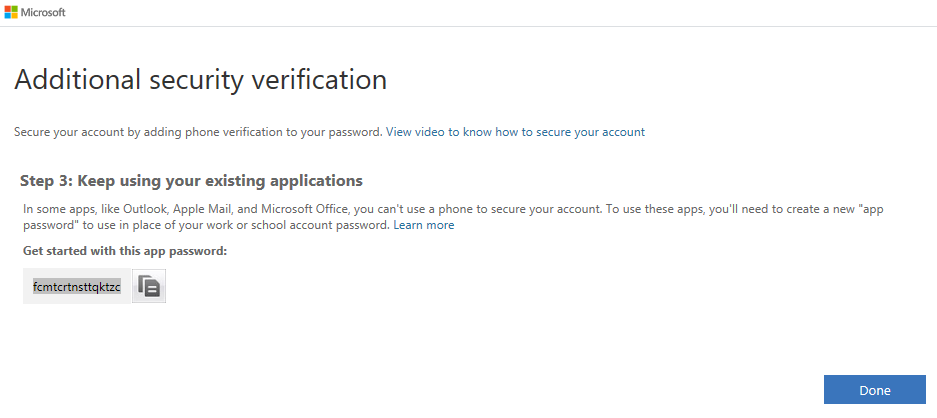 Microsoft
Additional security verification
Secure your account by adding phone verification to your password. View video to know how to secure your account
Step 3: Keep using your existing applications
In some apps, like Outlook, Apple Mail, and Microsoft Office, you can't use a phone to secure your account. To use these apps, you'll need to create a new "app
password" to use in place of your work or school account password. Learn more
Get started with this app password:
fcmtcrtnsttqktzc
Done